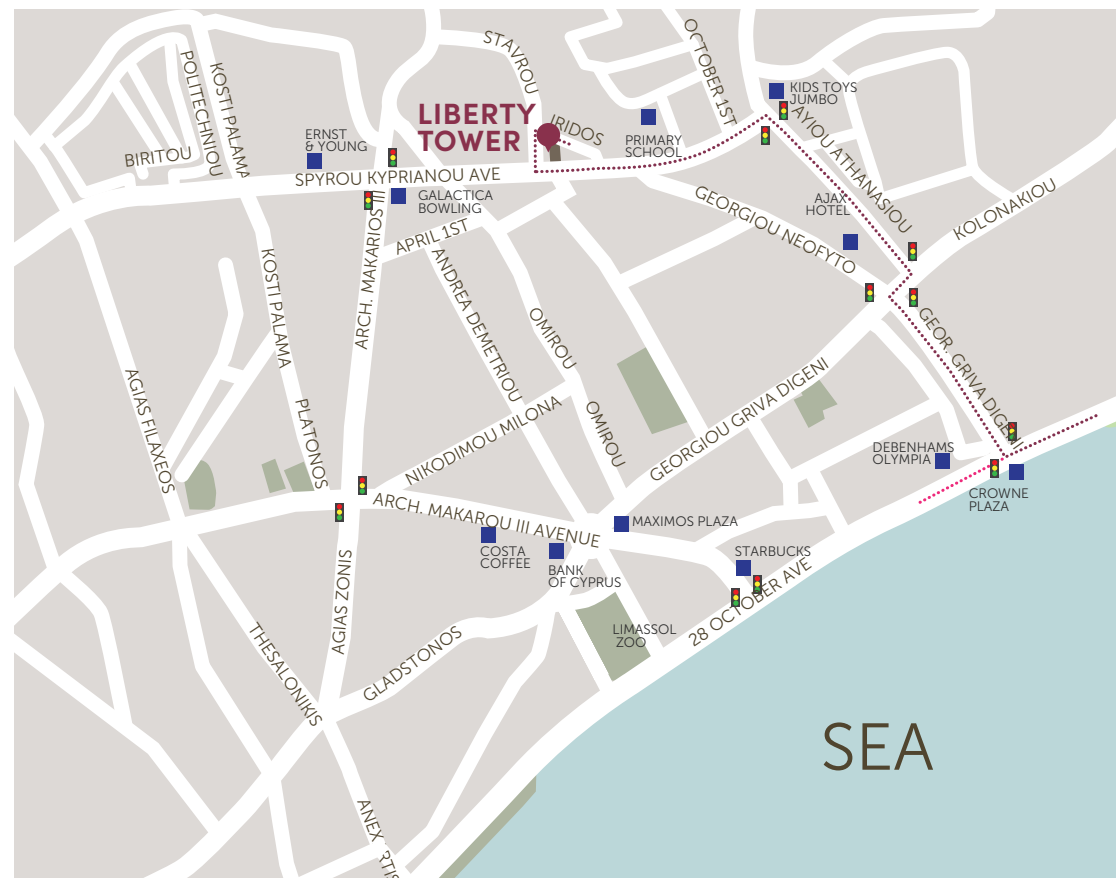 STAVROU
OCTOBER 1ST
POLITECHNIOU
KOSTI PALAMA
KIDS TOYS
JUMBO
LIBERTY
TOWER
IRIDOS
AYIOU ATHANASIOU
ERNST
& YOUNG
PRIMARY
SCHOOL
BIRITOU
SPYROU KYPRIANOU AVE
GALACTICA
BOWLING
AJAX
HOTEL
KOLONAKIOU
GEORGIOU NEOFYTO
APRIL 1ST
ARCH. MAKARIOS III
KOSTI PALAMA
ANDREA DEMETRIOU
OMIROU
GEOR. GRIVA DIGENI
AGIAS FILAXEOS
PLATONOS
NIKODIMOU MILONA
OMIROU
GEORGIOU GRIVA DIGENI
DEBENHAMS
OLYMPIA
CROWNE
PLAZA
ARCH. MAKAROU III AVENUE
MAXIMOS PLAZA
COSTA
COFFEE
BANK
OF CYPRUS
STARBUCKS
28 OCTOBER AVE
AGIAS ZONIS
LIMASSOL
ZOO
GLADSTONOS
THESALONIKIS
SEA